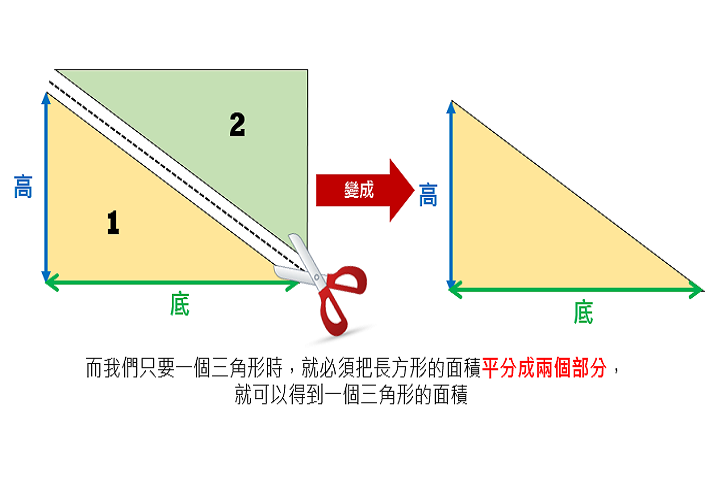 2
高
1
底
變成
高
底
而我們只要一個三角形時，就必須把長方形的面積平分成兩個部分，
就可以得到一個三角形的面積